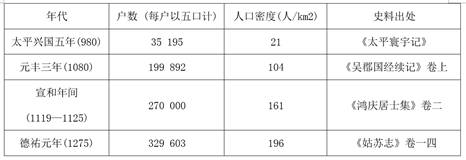 年代 户数 (每户以五口计) 人口密度(人/km2) 史料出处
太平兴国五年(980) 35 195 21 《太平寰宇记》
元丰三年(1080) 199 892 104 《吴郡国经续记》卷上
宣和年间
(1119—1125) 270 000 161 《鸿庆居士集》卷二
德祐元年(1275) 329 603 196 《姑苏志》卷一四